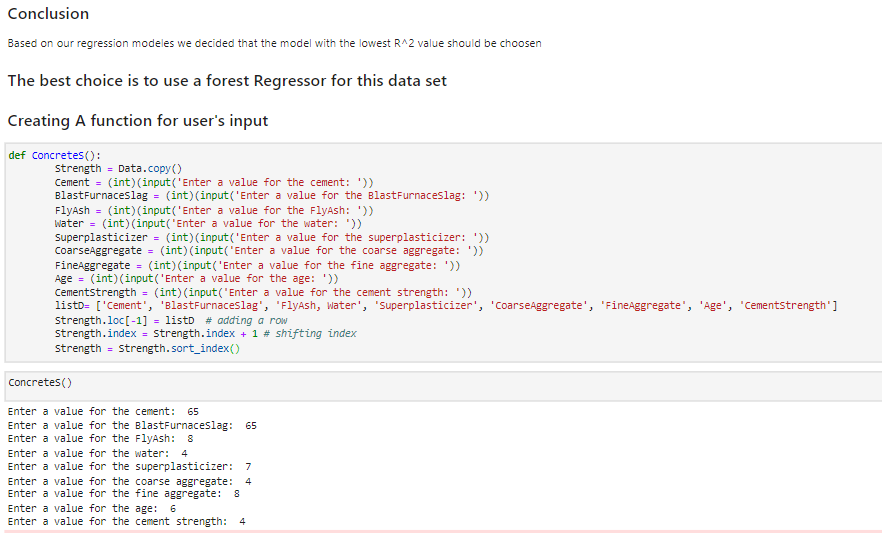 Conclusion
Based on our regression modeles we decided that the model with the lowest R^2 value should be choosen
The best choice is to use a forest Regressor for this data set
Creating A function for user's input
def ConcreteS():
Strength = Data.copy()
Cement = (int)(input('Enter a value for the cement: '))
BlastFurnaceSlag = (int)(input('Enter a value for the BlastFurnaceSlag: '))
FlyAsh = (int)(input('Enter a value for the FlyAsh: '))
Water = (int)(input('Enter a value for the water: '))
Superplasticizer = (int)(input('Enter a value for the superplasticizer: '))
CoarseAggregate = (int)(input('Enter a value for the coarse aggregate: '))
FineAggregate = (int)(input('Enter a value for the fine aggregate: '))
Age = (int)(input('Enter a value for the age: '))
CementStrength = (int)(input('Enter a value for the cement strength: '))
listD= ['Cement', 'BlastFurnaceSlag', 'FlyAsh, Water', 'Superplasticizer', 'CoarseAggregate', 'FineAggregate', 'Age', 'CementStrength']
Strength.loc[-1] = listD  # adding a row
Strength.index = Strength.index + 1 # shifting index
Strength = Strength.sort_index()
ConcreteS()
Enter a value for the cement:  65
Enter a value for the BlastFurnaceSlag:  65
Enter a value for the FlyAsh:  8
Enter a value for the water:  4
Enter a value for the superplasticizer:  7
Enter a value for the coarse aggregate:  4
Enter a value for the fine aggregate:  8
Enter a value for the age:  6
Enter a value for the cement strength:  4